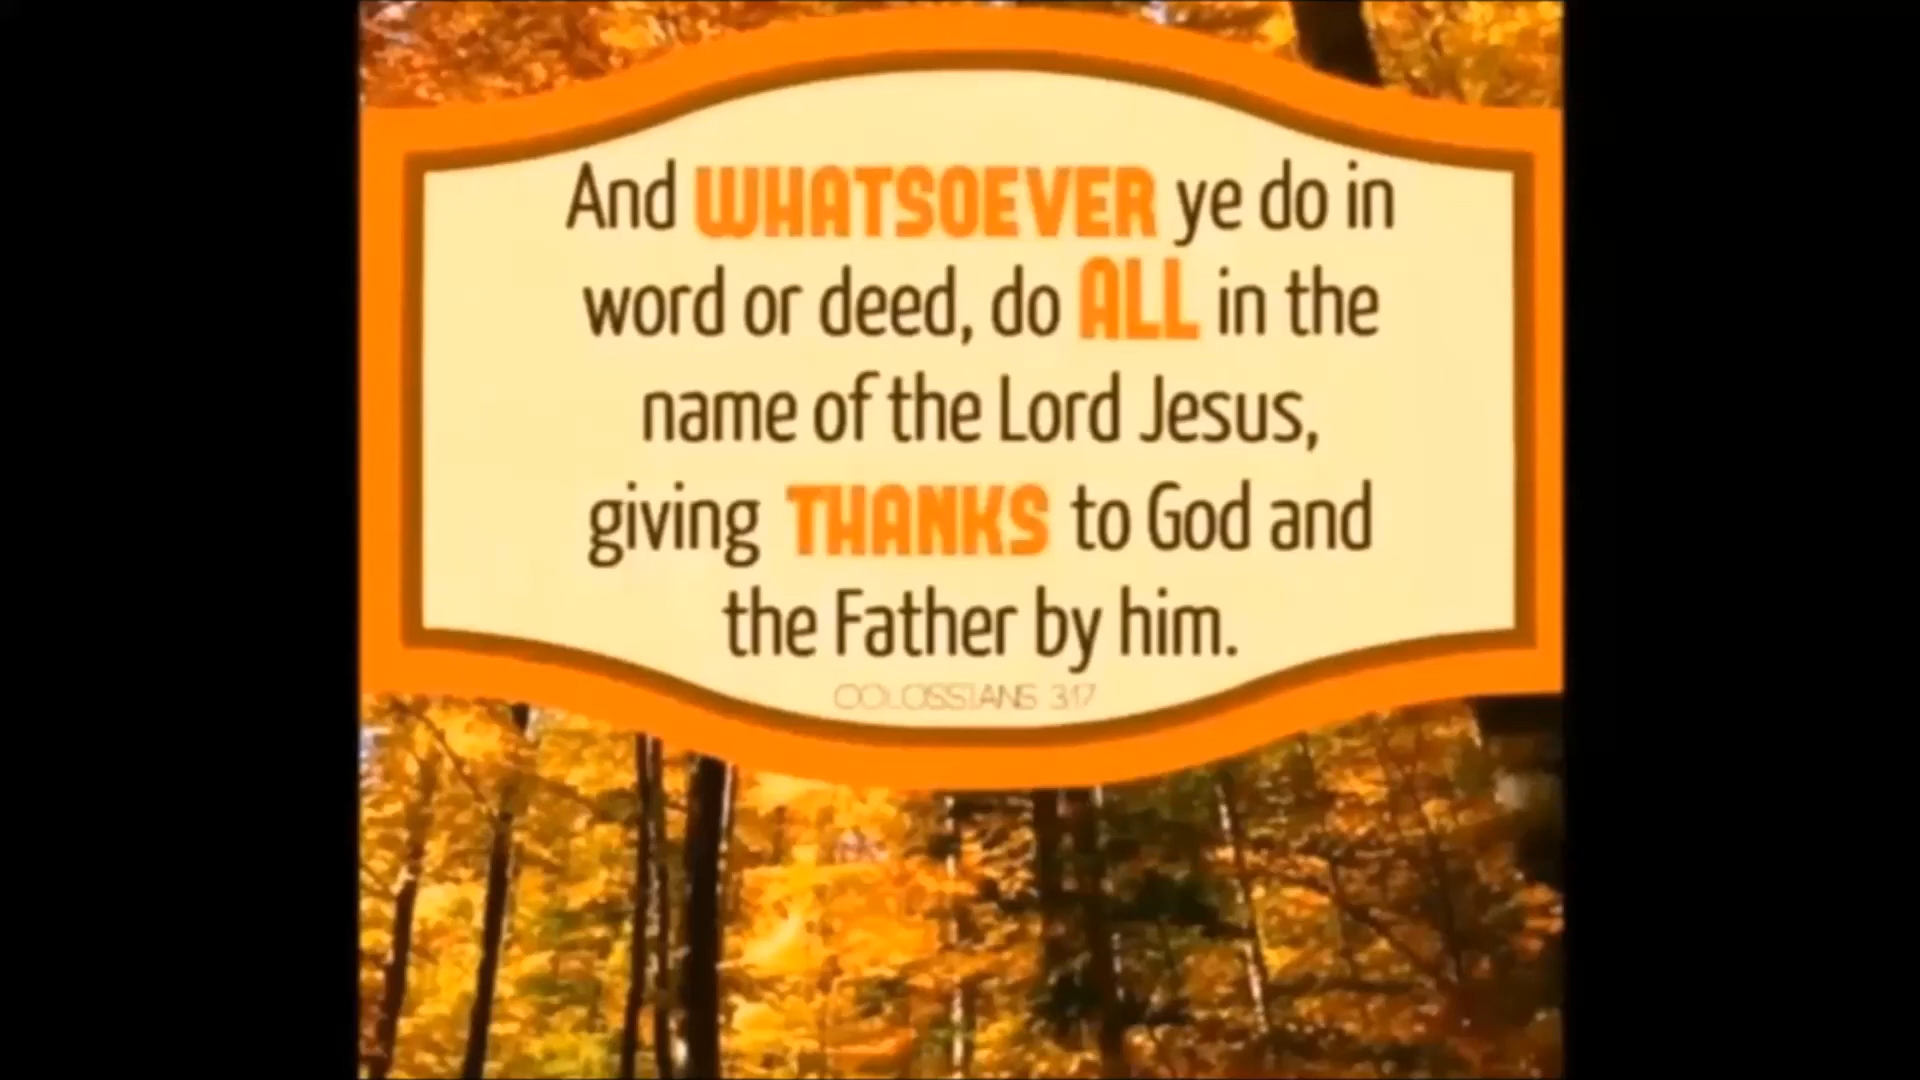 And WHATSOEVER ye do in
word or deed, do ALL in the
name of the Lord Jesus,
giving THANKS to God and
the Father by him.
COLOSSIANS 3:17